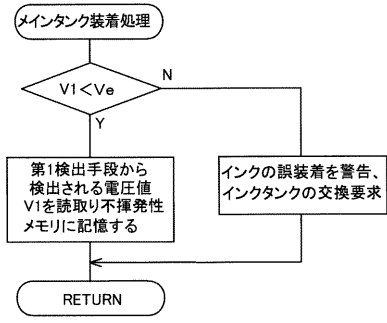 メインタンク装着処理
V1<Ve
N
Y
第1検出手段から
検出される電圧値
V1を読取り不揮発性
メモリに記憶する
インクの誤装着を警告、
インクタンクの交換要求
RETURN